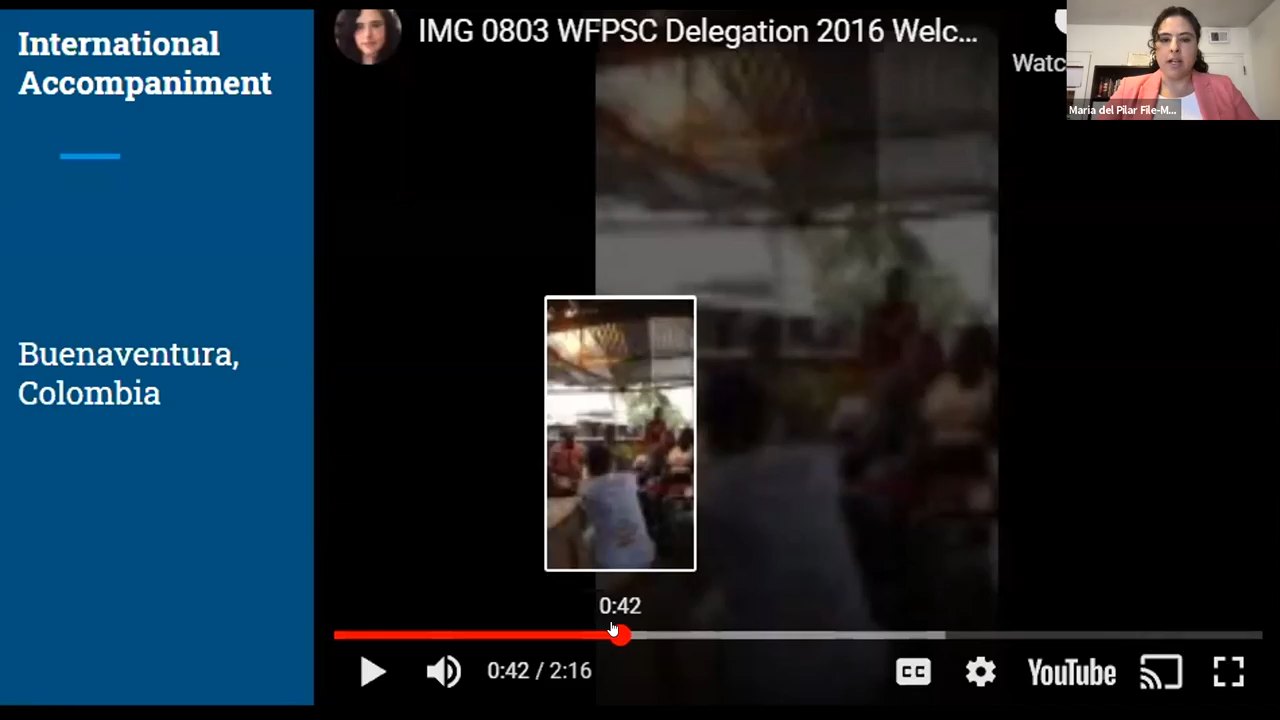 International
Accompaniment
Buenaventura,
Colombia
IMG 0803 WFPSC Delegation 2016 Welc...
Watc
Maria del Pilar File-M...
0:42
0:42 / 2:16
CC
YouTube